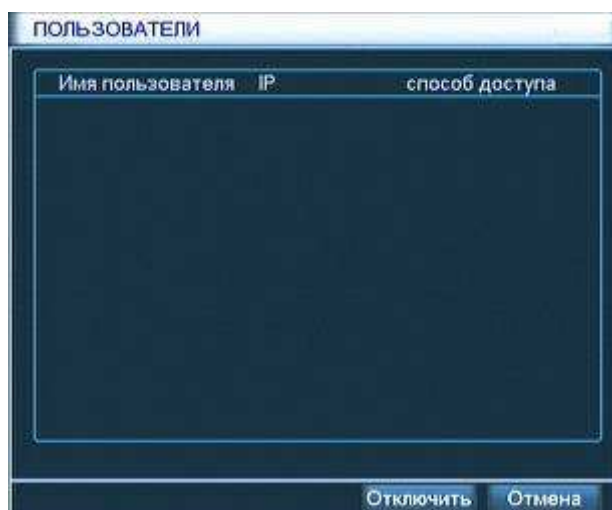 ПОЛЬЗОВАТЕЛИ
Имя пользователя IP способ доступа
Отключить Отмена